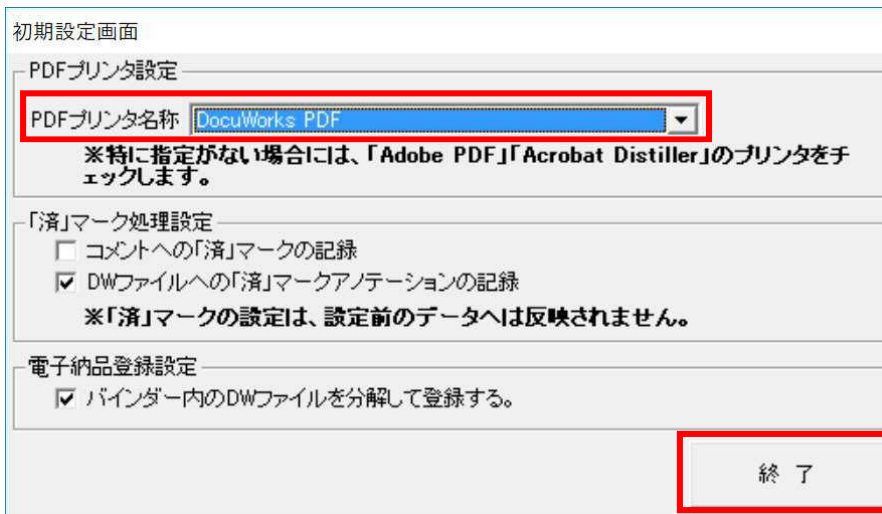 初期設定画面
PDFプリンタ設定
PDFプリンタ名称 DocuWorks PDF
※特に指定がない場合には、「Adobe PDF」「Acrobat Distiller」のプリンタをチ
ェックします。
「済」マーク処理設定
コメントへの「済」マークの記録
DWファイルへの「済」マークアノテーションの記録
※「済」マークの設定は、設定前のデータへは反映されません。
電子納品登録設定
バインダー内のDWファイルを分解して登録する。
終 了